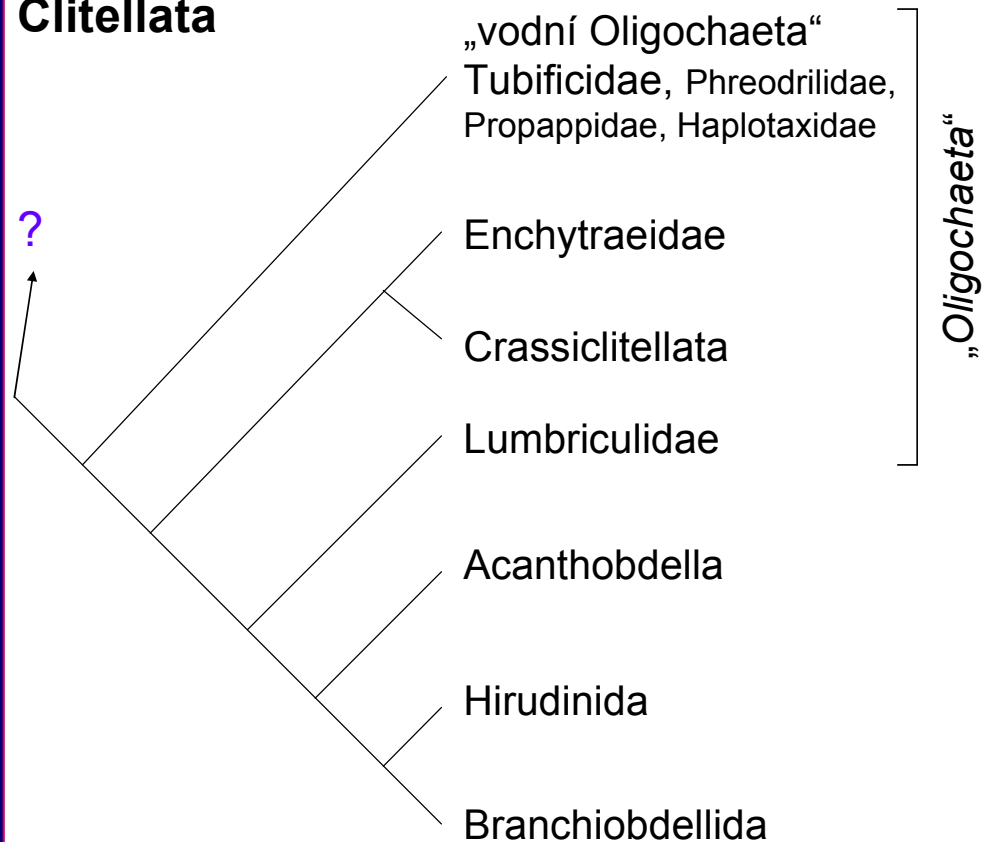 Clitellata
„vodní Oligochaeta“
Tubificidae, Phreodrilidae,
Propappidae, Haplotaxidae
„Oligochaeta“
?
Enchytraeidae
Crassiclitellata
Lumbriculidae
Acanthobdella
Hirudinida
Branchiobdellida